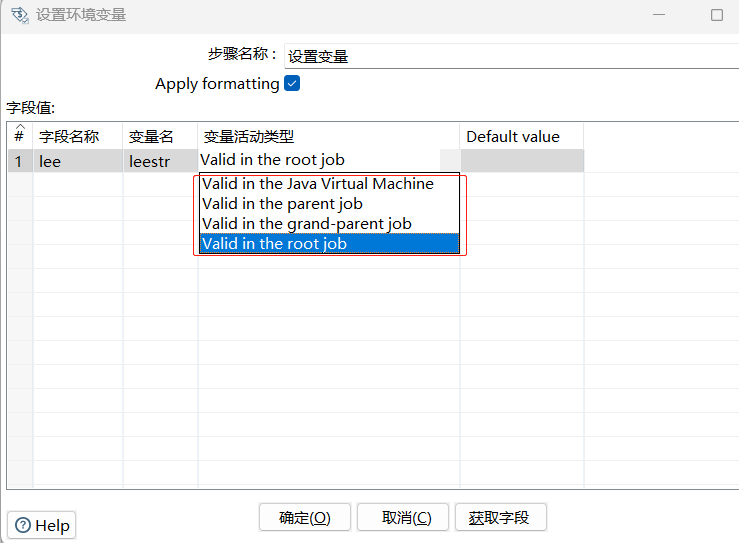 设置环境变量
步骤名称： 设置变量
Apply formatting
字段值:
# 字段名称 变量名 变量活动类型 Default value
1 lee leestr Valid in the root job
Valid in the Java Virtual Machine
Valid in the parent job
Valid in the grand-parent job
Valid in the root job
Help 确定(O) 取消(C) 获取字段